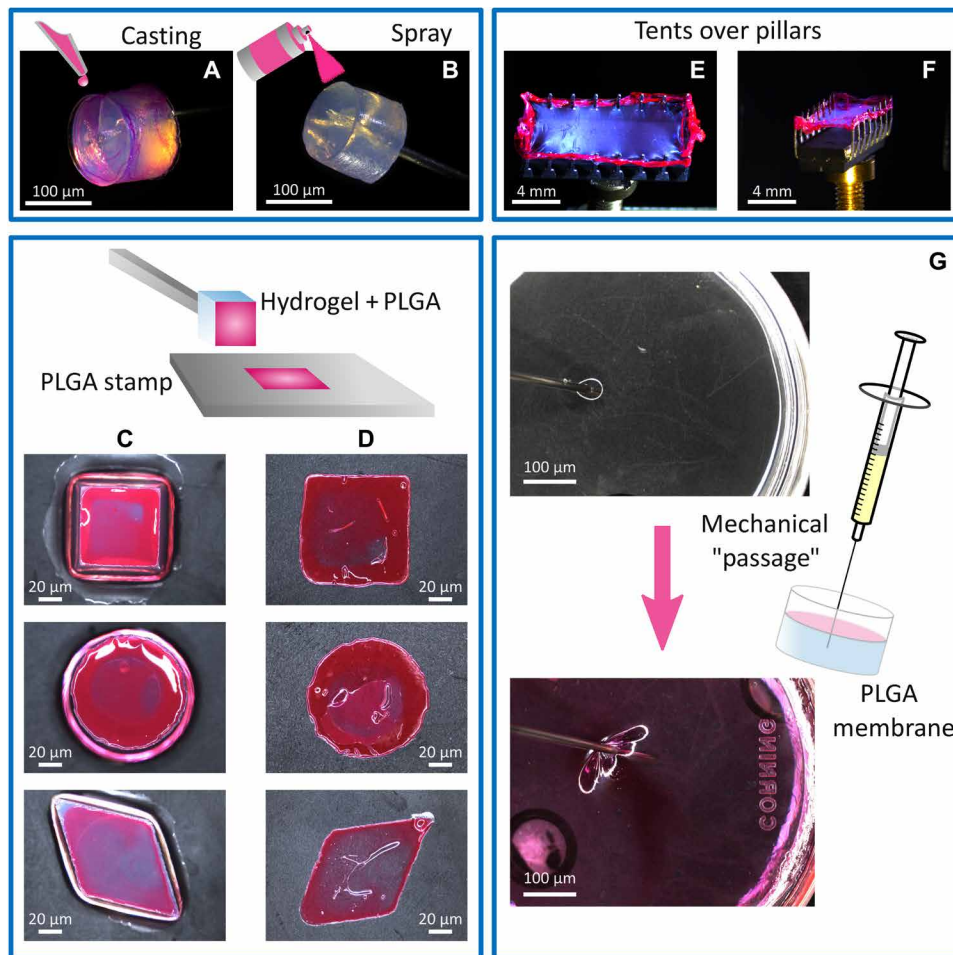 Casting
A
100 µm
Spray
B
100 µm
Tents over pillars
E
4 mm
F
4 mm
Hydrogel + PLGA
PLGA stamp
C
D
20 µm
20 µm
20 µm
20 µm
20 µm
20 µm
G
100 µm
Mechanical
"passage"
PLGA
membrane
CORNING
100 µm